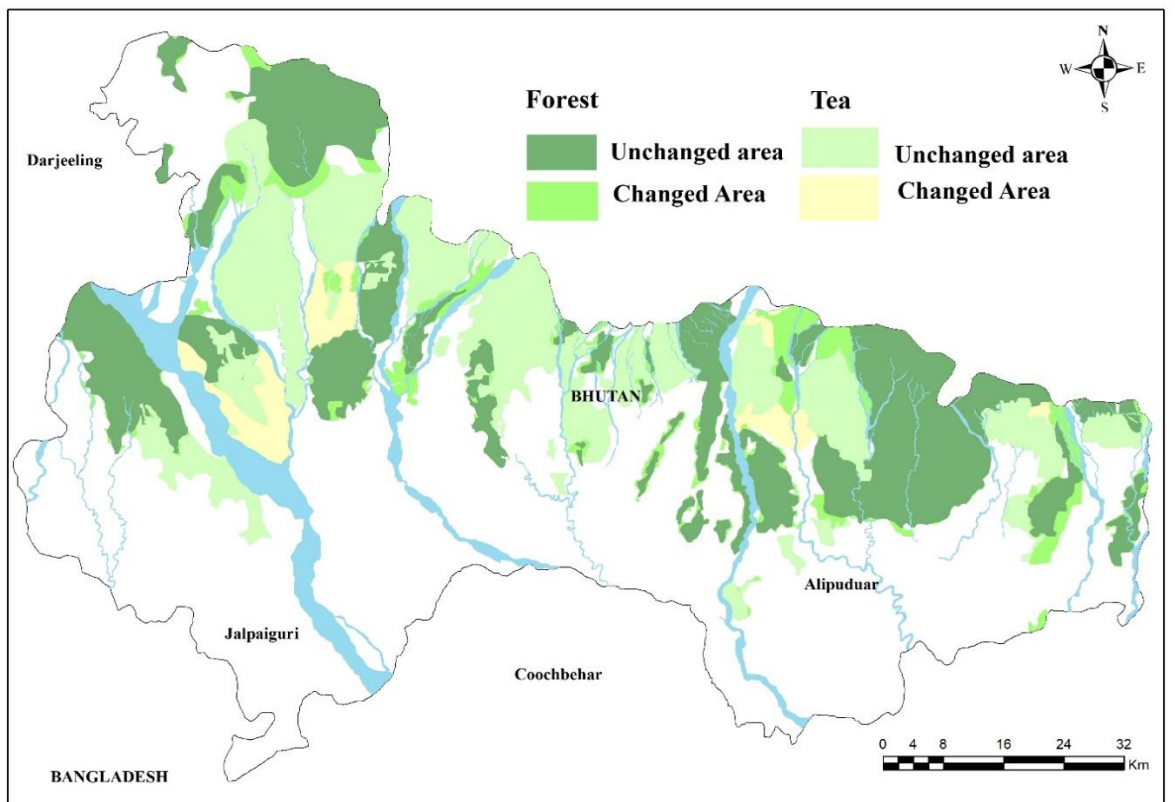 N
W E
S
Forest Tea
Unchanged area Unchanged area
Changed Area Changed Area
Darjeeling
BHUTAN
Alipuduar
Jalpaiguri
Coochbehar
BANGLADESH
0 4 8 16 24 32
Km